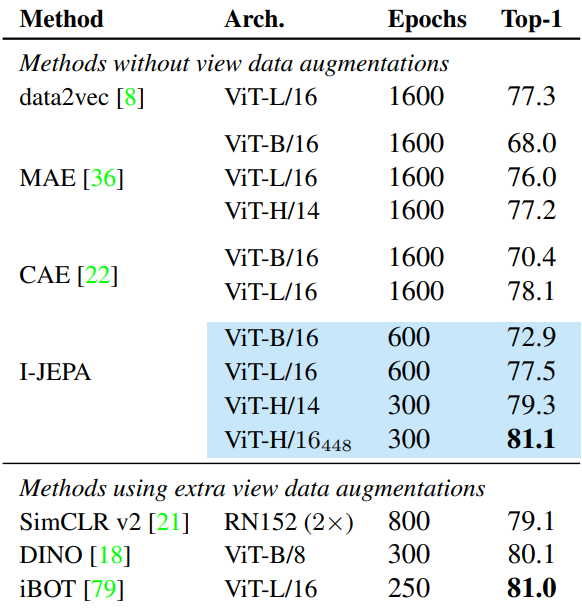 Method Arch. Epochs Top-1
Methods without view data augmentations
data2vec [8] ViT-L/16 1600 77.3
ViT-B/16 1600 68.0
MAE [36] ViT-L/16 1600 76.0
ViT-H/14 1600 77.2
CAE [22] ViT-B/16 1600 70.4
ViT-L/16 1600 78.1
ViT-B/16 600 72.9
I-JEPA ViT-L/16 600 77.5
ViT-H/14 300 79.3
ViT-H/16₄₄₈ 300 81.1
Methods using extra view data augmentations
SimCLR v2 [21] RN152 (2×) 800 79.1
DINO [18] ViT-B/8 300 80.1
iBOT [79] ViT-L/16 250 81.0